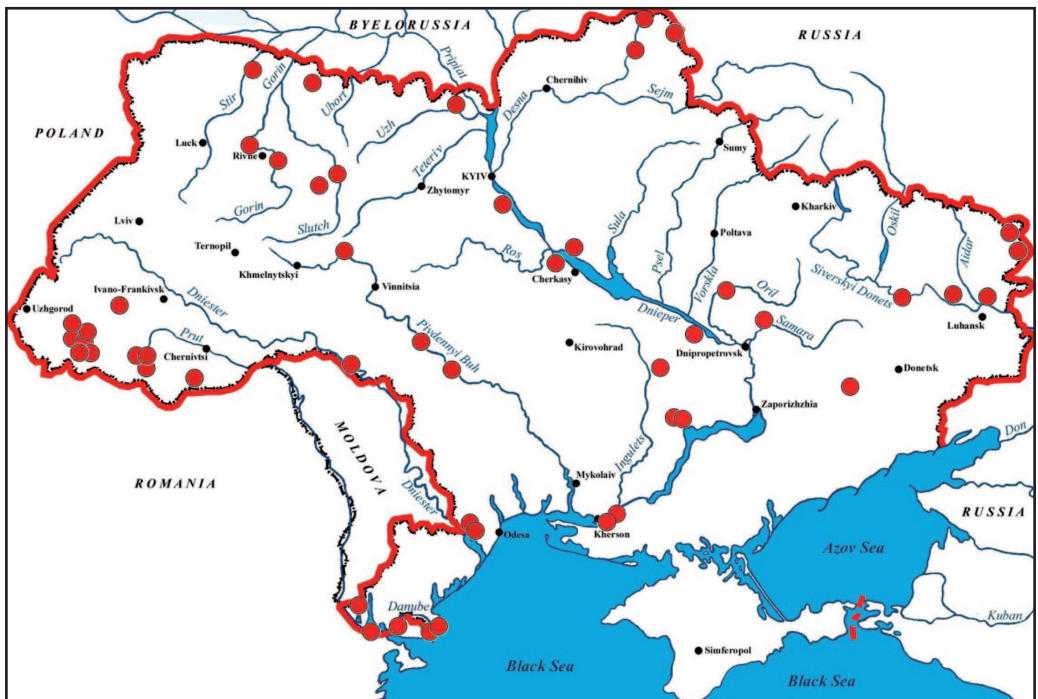 BYELORUSSIA
RUSSIA
Pripiat
Gorin
Stir
Ubort
Desna
Chernihiv
Sejm
Uzh
POLAND
Luck
Rivne
Teteriv
Sumy
KYIV
Zhytomyr
Sula
Kharkiv
Oskil
Gorin
Lviv
Slutch
Psel
Poltava
Aidar
Ternopil
Ros
Vorskla
Khmelnytskyi
Cherkasy
Siverskyi Donets
Vinnitsia
Oril
Ivano-Frankivsk
Uzhgorod
Dniester
Dnieper
Luhansk
Samara
Prut
Pivdennyi Buh
Chernivtsi
Kirovohrad
Dnipropetrovsk
Donetsk
Zaporizhzhia
MOLDOVA
Ingulets
Don
ROMANIA
Mykolaiv
Dniester
RUSSIA
Kherson
Odesa
Azov Sea
Danube
Kuban
Simferopol
Black Sea
Black Sea